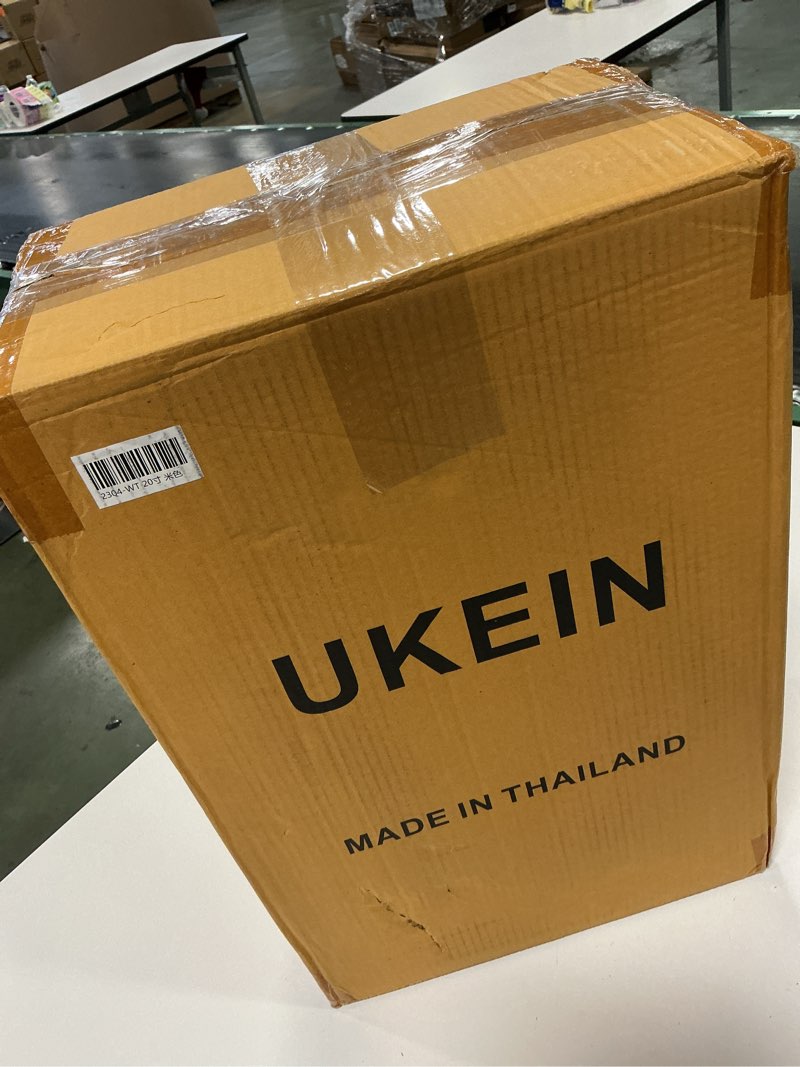 2304-WT 20寸 米色
UKEIN
MADE IN THAILAND